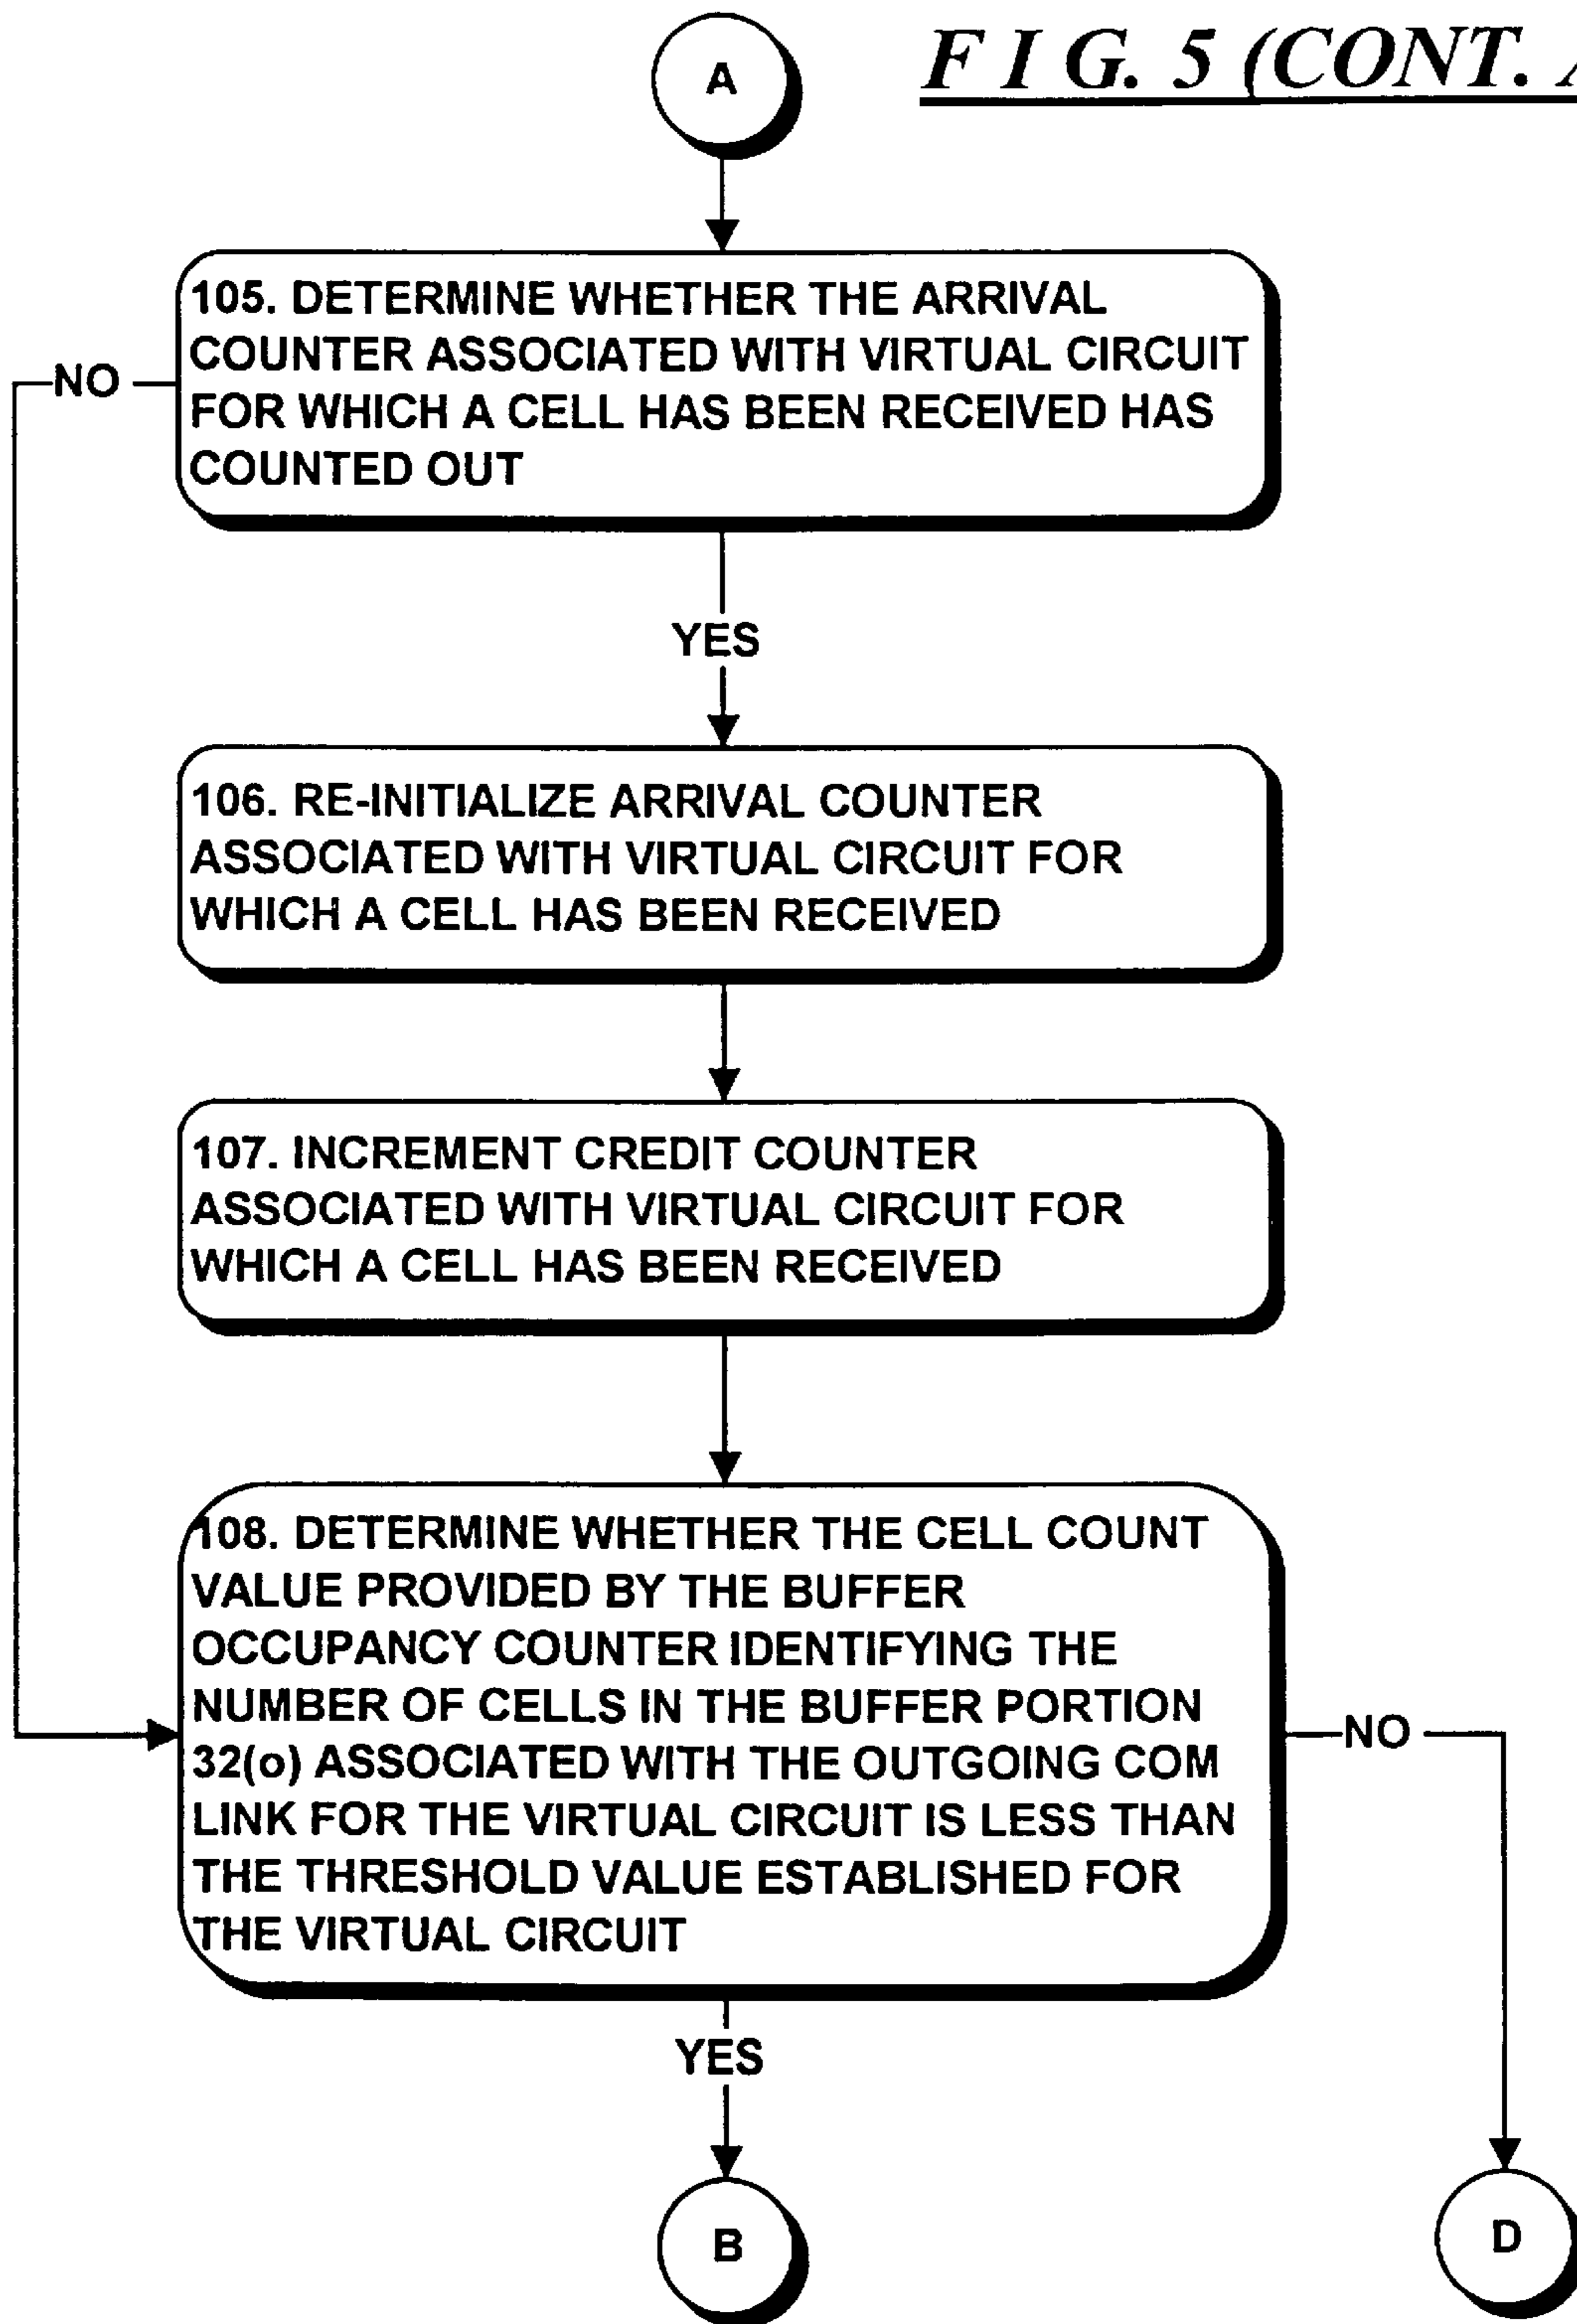 A
F I G. 5 (CONT.
105. DETERMINE WHETHER THE ARRIVAL
COUNTER ASSOCIATED WITH VIRTUAL CIRCUIT
FOR WHICH A CELL HAS BEEN RECEIVED HAS
COUNTED OUT
NO
YES
106. RE-INITIALIZE ARRIVAL COUNTER
ASSOCIATED WITH VIRTUAL CIRCUIT FOR
WHICH A CELL HAS BEEN RECEIVED
107. INCREMENT CREDIT COUNTER
ASSOCIATED WITH VIRTUAL CIRCUIT FOR
WHICH A CELL HAS BEEN RECEIVED
108. DETERMINE WHETHER THE CELL COUNT
VALUE PROVIDED BY THE BUFFER
OCCUPANCY COUNTER IDENTIFYING THE
NUMBER OF CELLS IN THE BUFFER PORTION
32(o) ASSOCIATED WITH THE OUTGOING COM
LINK FOR THE VIRTUAL CIRCUIT IS LESS THAN
THE THRESHOLD VALUE ESTABLISHED FOR
THE VIRTUAL CIRCUIT
NO
YES
B
D